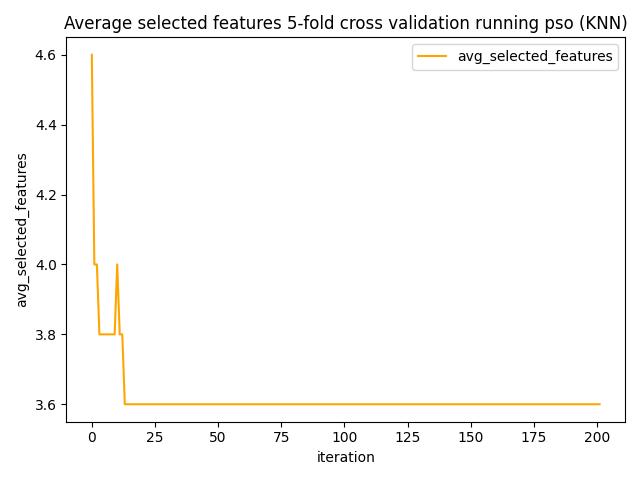 Average selected features 5-fold cross validation running pso (KNN)
avg_selected_features
4.6
4.4
4.2
4.0
3.8
3.6
avg_selected_features
0 25 50 75 100 125 150 175 200
iteration